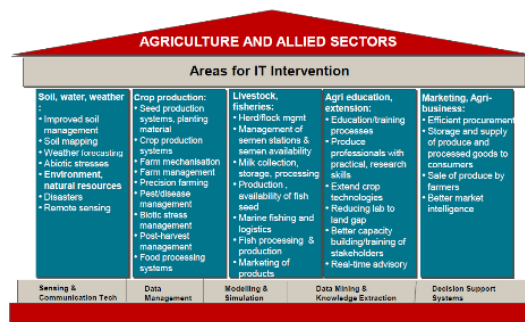 AGRICULTURE AND ALLIED SECTORS
Areas for IT Intervention
Soil, water, weather
:
• Improved soil
management
• Soil mapping
• Weather forecasting
• Abiotic stresses
• Environment,
natural resources
• Disasters
• Remote sensing
Crop production:
• Seed production
systems, planting
material
• Crop production
systems
• Farm mechanisation
• Farm management
• Precision farming
• Pest/disease
management
• Biotic stress
management
• Post-harvest
management
• Food processing
systems
Livestock,
fisheries:
• Herd/flock mgmt
• Management of
semen stations &
semen availability
• Milk collection,
storage, processing
• Production ,
availability of fish
seed
• Marine fishing and
logistics
• Fish processing &
production
• Marketing of
products
Agri education,
extension:
• Education/training
processes
• Produce
professionals with
practical, research
skills
• Extend crop
technologies
• Reducing lab to
land gap
• Better capacity
building/training of
stakeholders
• Real-time advisory
Marketing, Agri-
business:
• Efficient procurement
• Storage and supply
of produce and
processed goods to
consumers
• Sale of produce by
farmers
• Better market
intelligence
Sensing &
Communication Tech
Data
Management
Modelling &
Simulation
Data Mining &
Knowledge Extraction
Decision Support
Systems